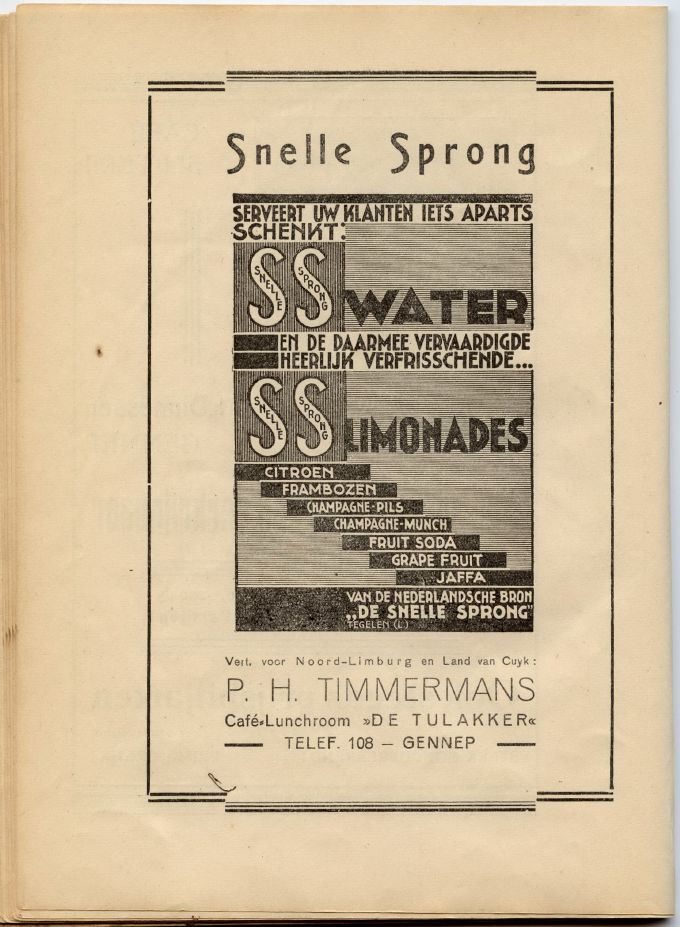 Snelle Sprong
SERVEERT UW KLANTEN IETS APARTS
SCHENKT:
SNELLE SPRONG
SS WATER
EN DE DAARMEE VERVAARDIGDE
HEERLIJK VERFRISSCHENDE...
SNELLE SPRONG
SS LIMONADES
CITROEN
FRAMBOZEN
CHAMPAGNE-PILS
CHAMPAGNE-MUNCH
FRUIT SODA
GRAPE FRUIT
JAFFA
VAN DE NEDERLANDSCHE BRON
„DE SNELLE SPRONG"
TEGELEN (L.)
Vert. voor Noord-Limburg en Land van Cuyk:
P. H. TIMMERMANS
Café-Lunchroom »DE TULAKKER«
TELEF. 108 — GENNEP